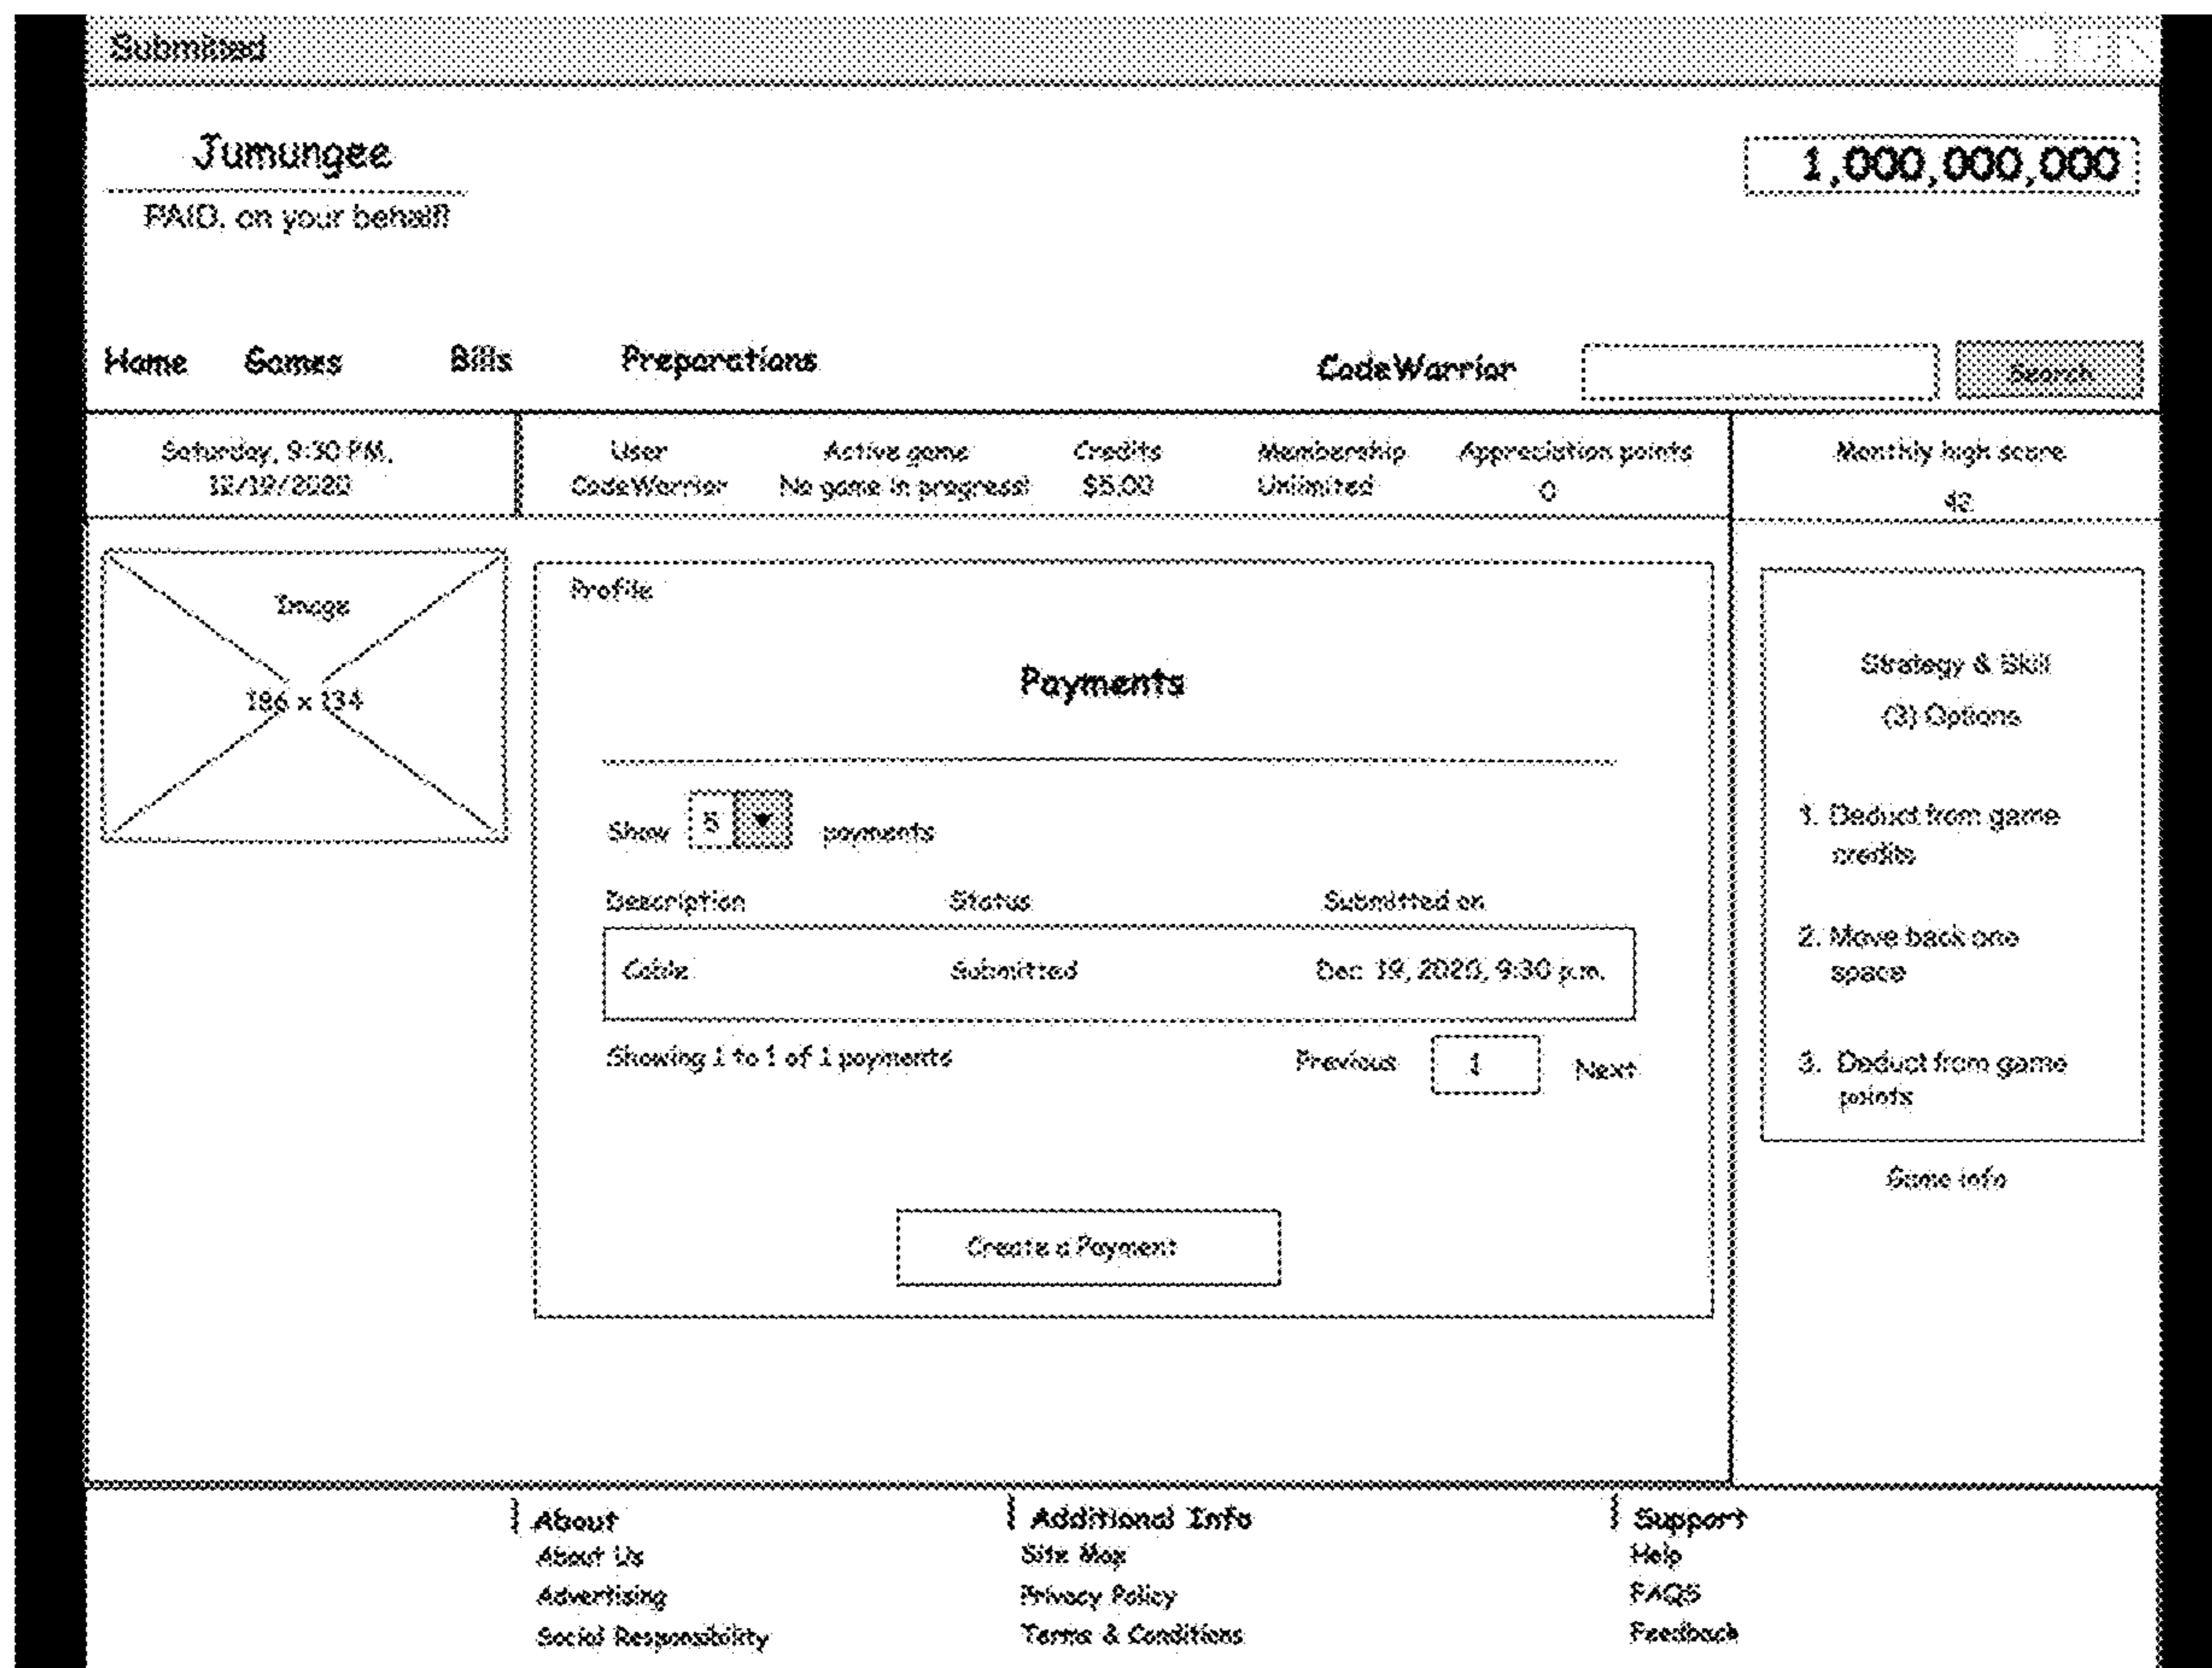 Submitted
Jumungee
1,000,000,000
PAID, on your behalf!
Home Games Bills Preparations CodeWarrior Search
Saturday, 9:30 PM,
12/19/2020
User Active game Credits Membership Appreciation points
CodeWarrior No game in progress! $5.00 Unlimited 0
Monthly high score
42
Image
186 x 134
Profile
Payments
Show 5 payments
Description Status Submitted on
Cable Submitted Dec 19, 2020, 9:30 p.m.
Showing 1 to 1 of 1 payments Previous 1 Next
Create a Payment
Strategy & Skill
(3) Options
1. Deduct from game
credits
2. Move back one
space
3. Deduct from game
points
Game info
About
About Us
Advertising
Social Responsibility
Additional Info
Site Map
Privacy Policy
Terms & Conditions
Support
Help
FAQS
Feedback